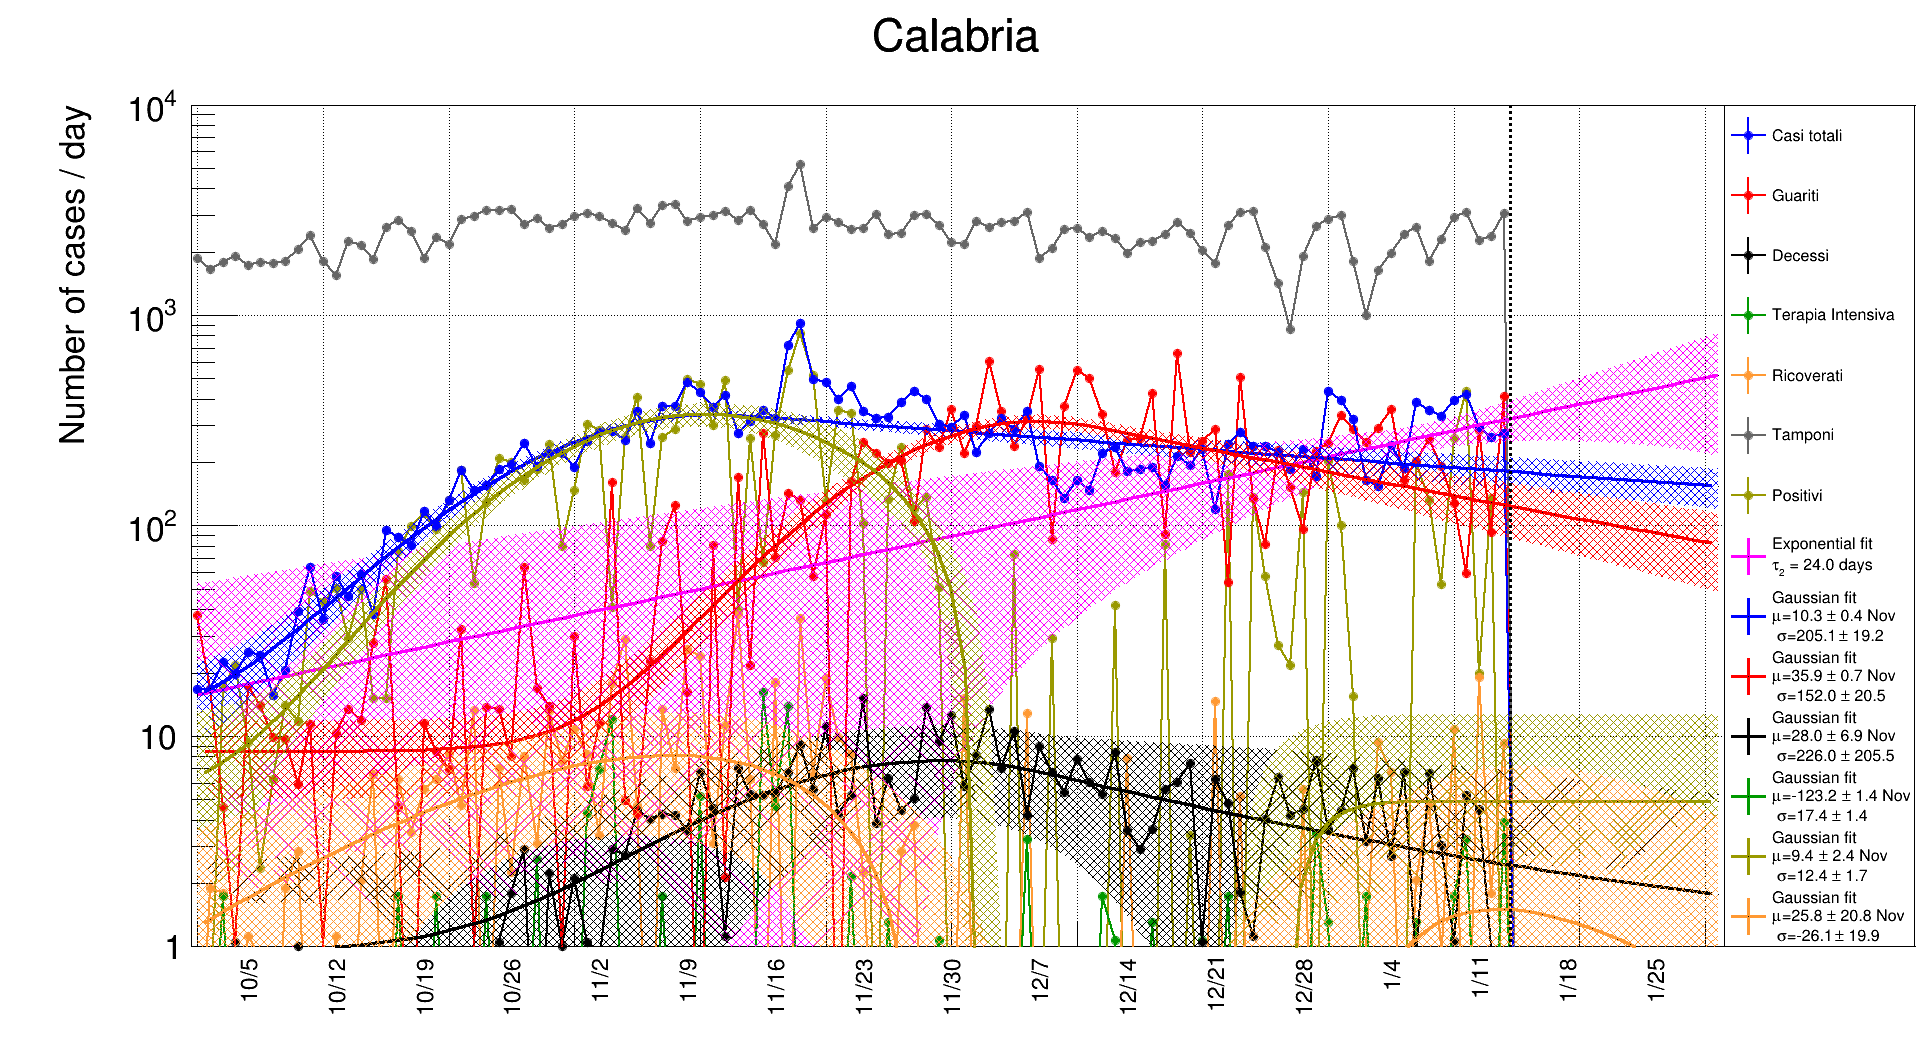 Calabria
Number of cases / day
10^4
10^3
10^2
10
1
10/5
10/12
10/19
10/26
11/2
11/9
11/16
11/23
11/30
12/7
12/14
12/21
12/28
1/4
1/11
1/18
1/25
Casi totali
Guariti
Decessi
Terapia Intensiva
Ricoverati
Tamponi
Positivi
Exponential fit
τ₂ = 24.0 days
Gaussian fit
μ=10.3 ± 0.4 Nov
σ=205.1 ± 19.2
Gaussian fit
μ=35.9 ± 0.7 Nov
σ=152.0 ± 20.5
Gaussian fit
μ=28.0 ± 6.9 Nov
σ=226.0 ± 205.5
Gaussian fit
μ=-123.2 ± 1.4 Nov
σ=17.4 ± 1.4
Gaussian fit
μ=9.4 ± 2.4 Nov
σ=12.4 ± 1.7
Gaussian fit
μ=25.8 ± 20.8 Nov
σ=-26.1 ± 19.9